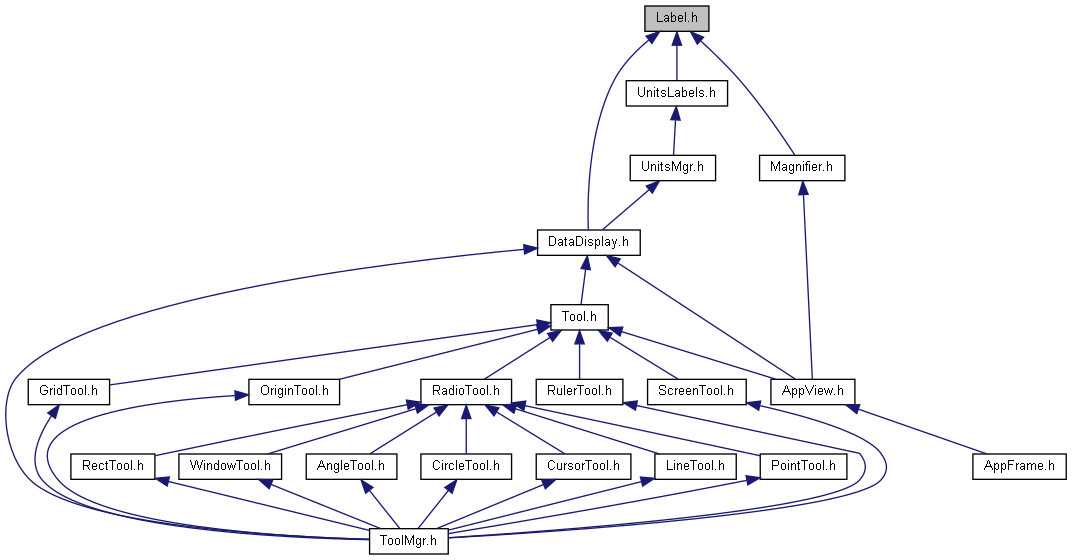 Label.h
UnitsLabels.h
UnitsMgr.h
Magnifier.h
DataDisplay.h
Tool.h
GridTool.h
OriginTool.h
RadioTool.h
RulerTool.h
ScreenTool.h
AppView.h
RectTool.h
WindowTool.h
AngleTool.h
CircleTool.h
CursorTool.h
LineTool.h
PointTool.h
AppFrame.h
ToolMgr.h